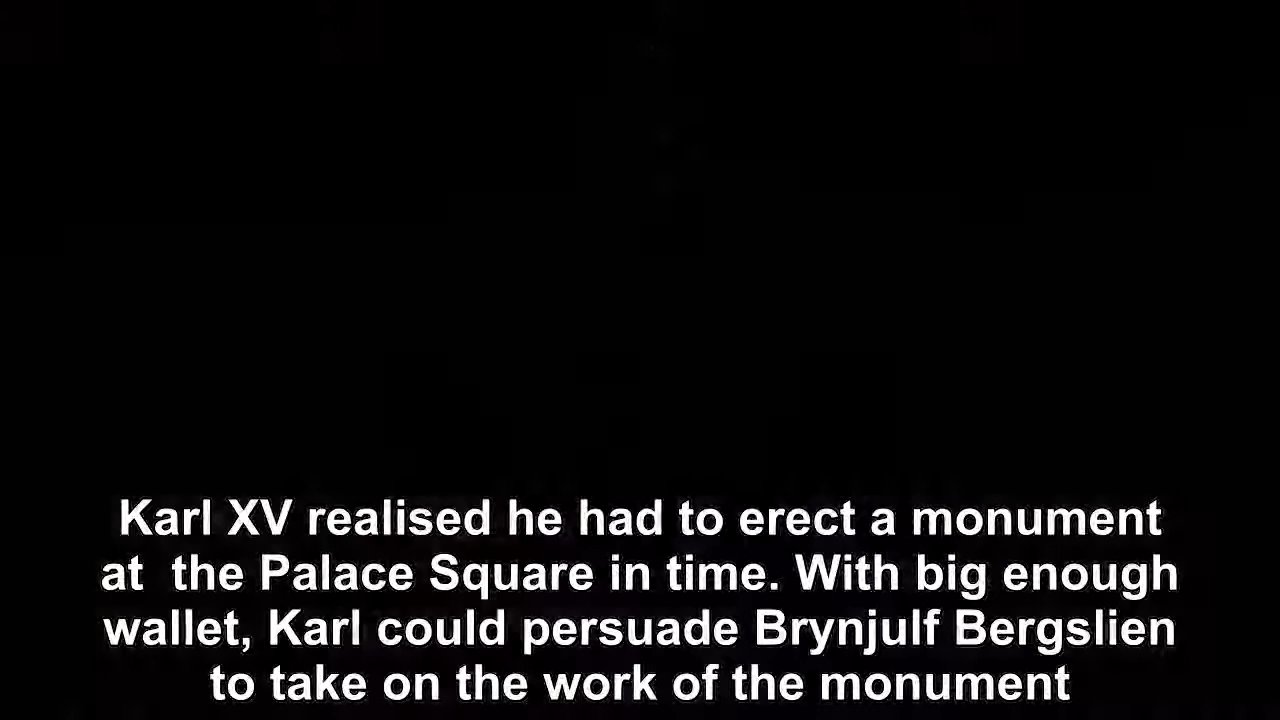 Karl XV realised he had to erect a monument
at  the Palace Square in time. With big enough
wallet, Karl could persuade Brynjulf Bergslien
to take on the work of the monument